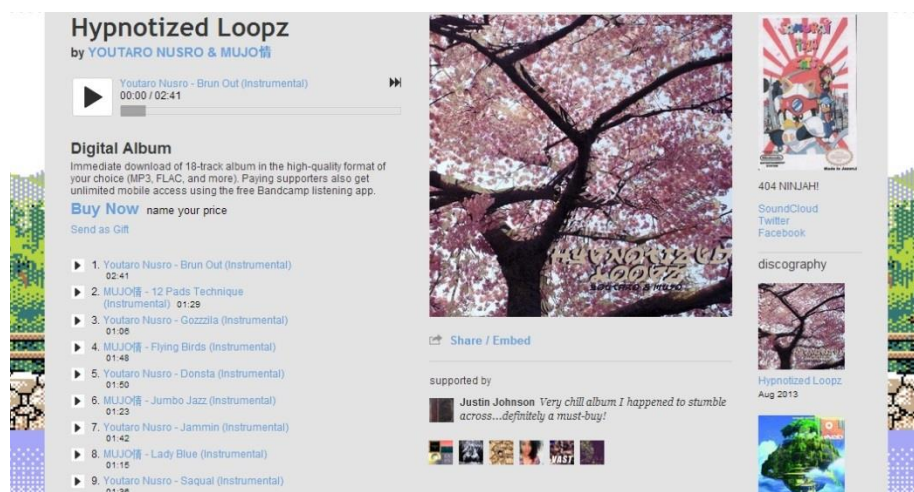 Hypnotized Loopz
by YOUTARO NUSRO & MUJO情
Youtaro Nusro - Brun Out (Instrumental)
00:00 / 02:41
Digital Album
Immediate download of 18-track album in the high-quality format of
your choice (MP3, FLAC, and more). Paying supporters also get
unlimited mobile access using the free Bandcamp listening app.
Buy Now name your price
Send as Gift
1. Youtaro Nusro - Brun Out (Instrumental)
02:41
2. MUJO情 - 12 Pads Technique
(Instrumental) 01:29
3. Youtaro Nusro - Gozzzila (Instrumental)
01:06
4. MUJO情 - Flying Birds (Instrumental)
01:48
5. Youtaro Nusro - Donsta (Instrumental)
01:50
6. MUJO情 - Jumbo Jazz (Instrumental)
01:23
7. Youtaro Nusro - Jammin (Instrumental)
01:42
8. MUJO情 - Lady Blue (Instrumental)
01:15
9. Youtaro Nusro - Saqual (Instrumental)
01:36
HYPNOTIZED
LOOPZ
YOUTARO & MUJO
Share / Embed
supported by
Justin Johnson Very chill album I happened to stumble
across...definitely a must-buy!
VAST
404 NINJAH!
SoundCloud
Twitter
Facebook
discography
Hypnotized Loopz
Aug 2013